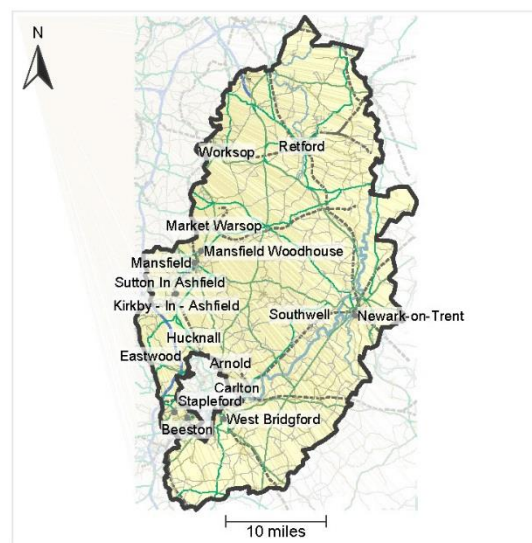 N
Retford
Worksop
Market Warsop
Mansfield Woodhouse
Mansfield
Sutton In Ashfield
Kirkby - In - Ashfield
Southwell
Newark-on-Trent
Hucknall
Eastwood
Arnold
Carlton
Stapleford
Beeston
West Bridgford
10 miles